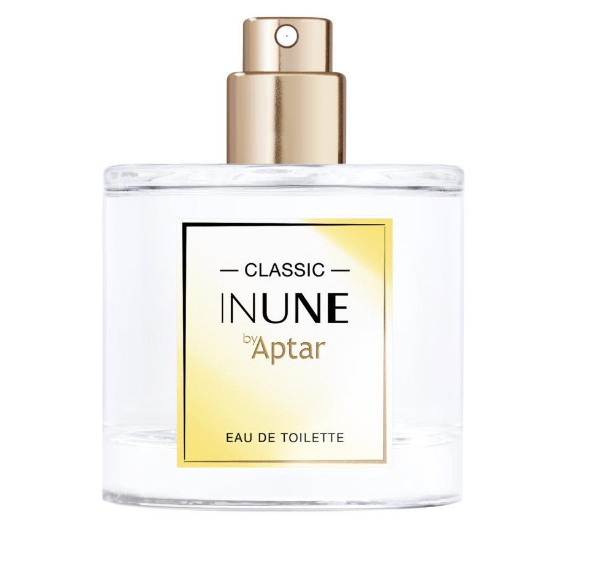 — CLASSIC —
INUNE
by Aptar
EAU DE TOILETTE